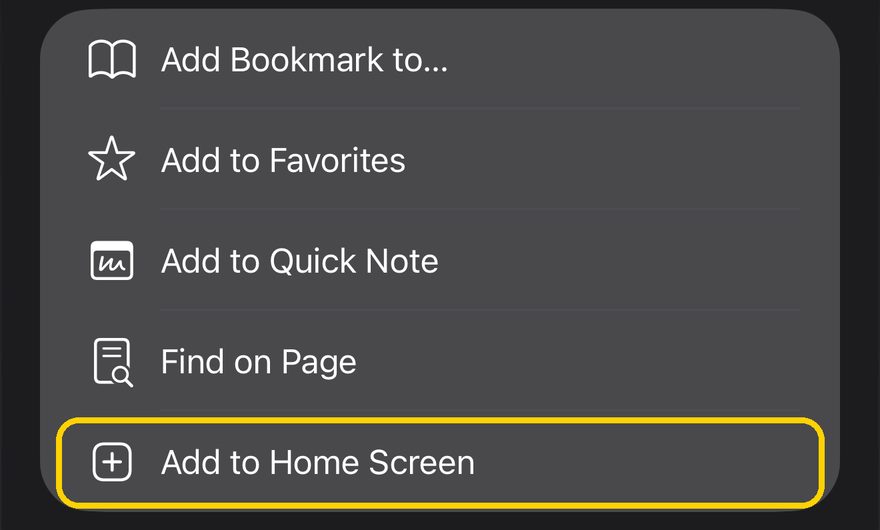 Add Bookmark to...
Add to Favorites
Add to Quick Note
Find on Page
Add to Home Screen